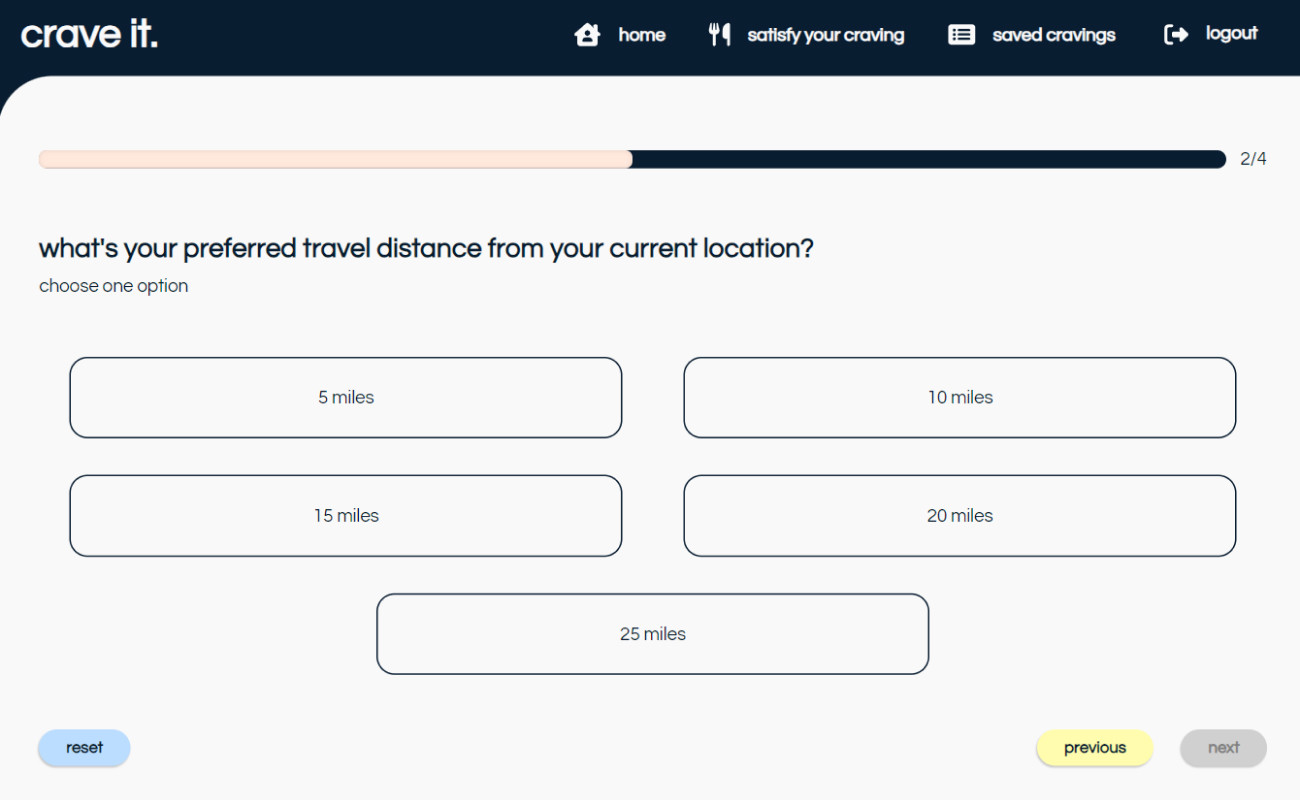 crave it.
home satisfy your craving saved cravings logout
2/4
what's your preferred travel distance from your current location?
choose one option
5 miles 10 miles
15 miles 20 miles
25 miles
reset previous next